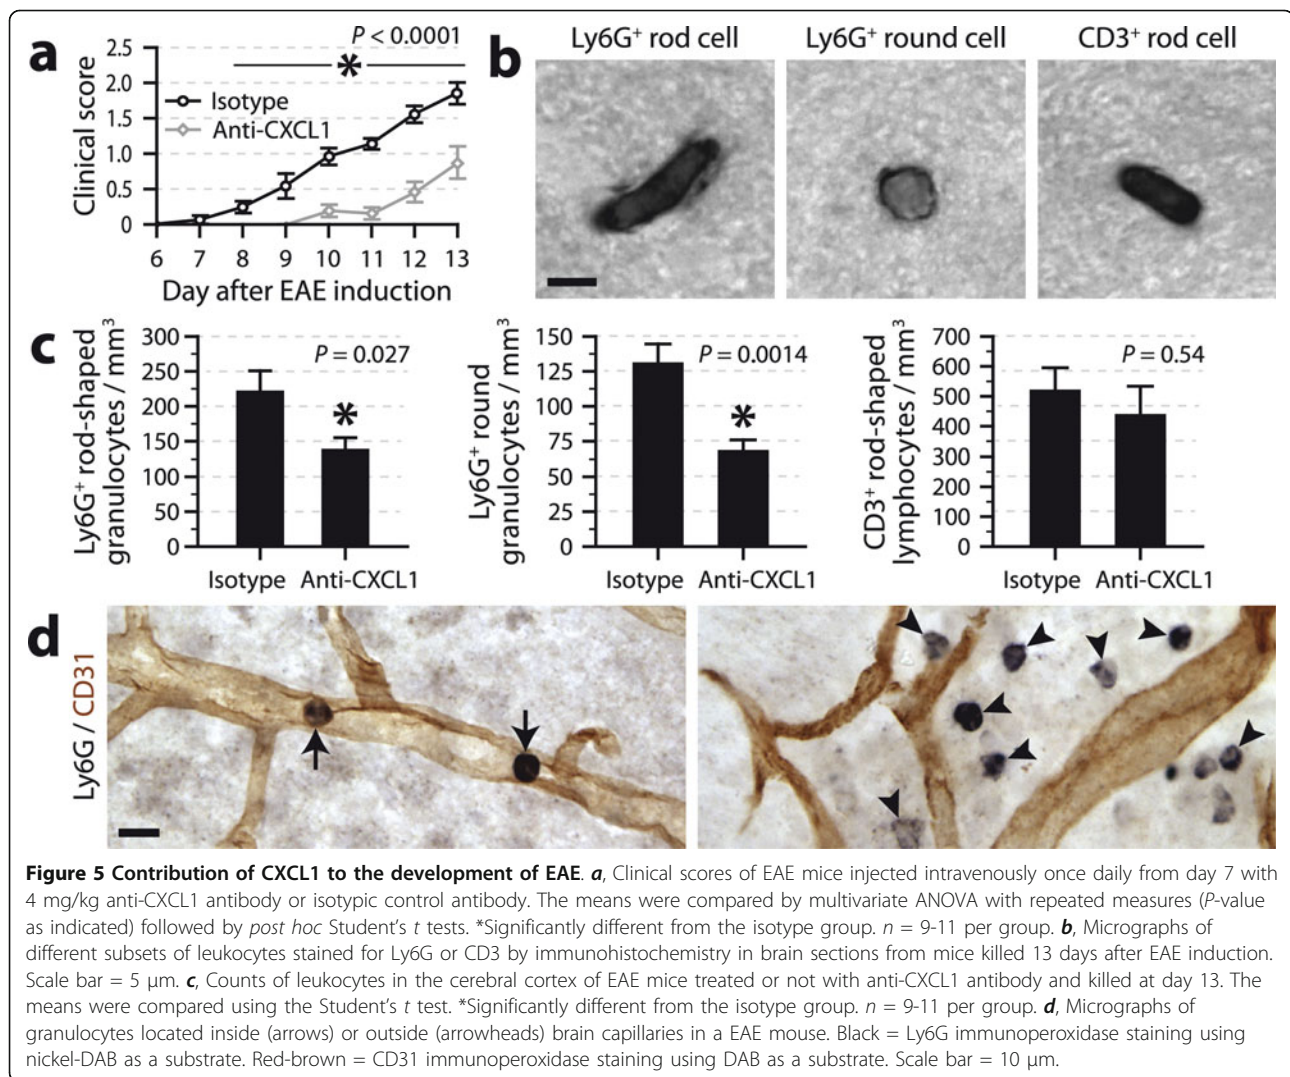 a
P < 0.0001
*
2.5
2.0
1.5
1.0
0.5
0
Clinical score
Isotype
Anti-CXCL1
6 7 8 9 10 11 12 13
Day after EAE induction
b
Ly6G⁺ rod cell
Ly6G⁺ round cell
CD3⁺ rod cell
c
Ly6G⁺ rod-shaped
granulocytes / mm³
300
250
200
150
100
50
0
P = 0.027
*
Isotype Anti-CXCL1
Ly6G⁺ round
granulocytes / mm³
150
125
100
75
50
25
0
P = 0.0014
*
Isotype Anti-CXCL1
CD3⁺ rod-shaped
lymphocytes / mm³
700
600
500
400
300
200
100
0
P = 0.54
Isotype Anti-CXCL1
d
Ly6G / CD31
Figure 5 Contribution of CXCL1 to the development of EAE. a, Clinical scores of EAE mice injected intravenously once daily from day 7 with
4 mg/kg anti-CXCL1 antibody or isotypic control antibody. The means were compared by multivariate ANOVA with repeated measures (P-value
as indicated) followed by post hoc Student's t tests. *Significantly different from the isotype group. n = 9-11 per group. b, Micrographs of
different subsets of leukocytes stained for Ly6G or CD3 by immunohistochemistry in brain sections from mice killed 13 days after EAE induction.
Scale bar = 5 μm. c, Counts of leukocytes in the cerebral cortex of EAE mice treated or not with anti-CXCL1 antibody and killed at day 13. The
means were compared using the Student's t test. *Significantly different from the isotype group. n = 9-11 per group. d, Micrographs of
granulocytes located inside (arrows) or outside (arrowheads) brain capillaries in a EAE mouse. Black = Ly6G immunoperoxidase staining using
nickel-DAB as a substrate. Red-brown = CD31 immunoperoxidase staining using DAB as a substrate. Scale bar = 10 μm.